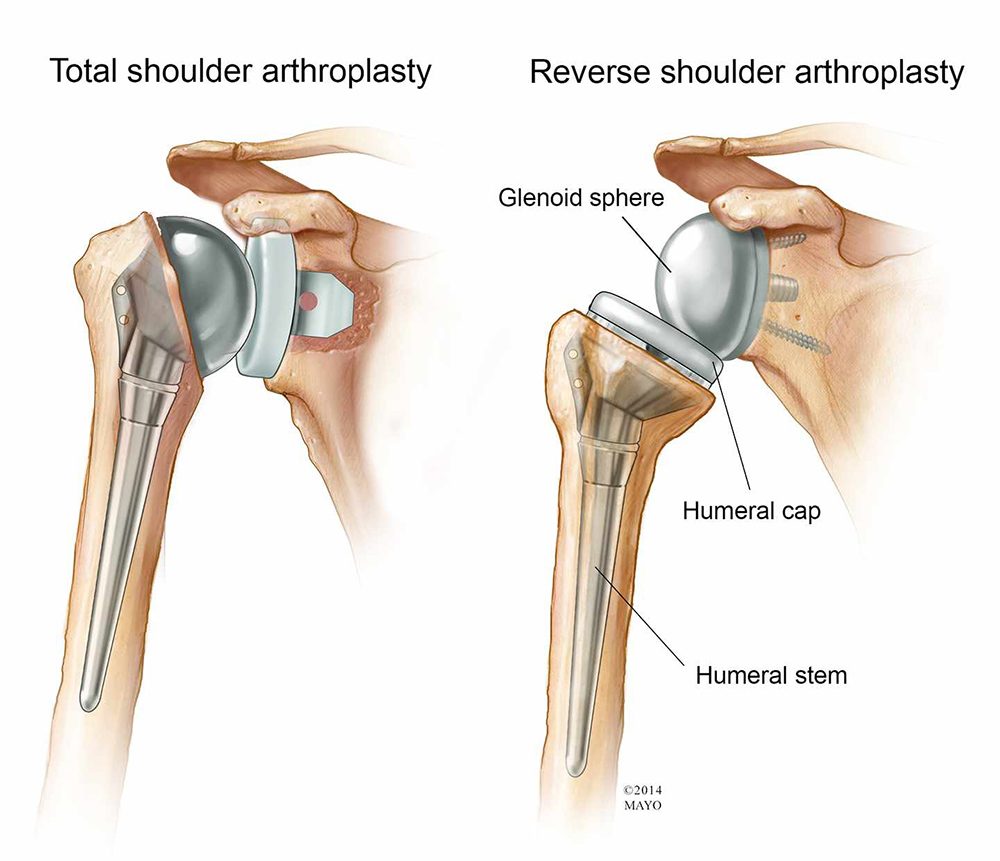 Total shoulder arthroplasty
Reverse shoulder arthroplasty
Glenoid sphere
Humeral cap
Humeral stem
©2014
MAYO